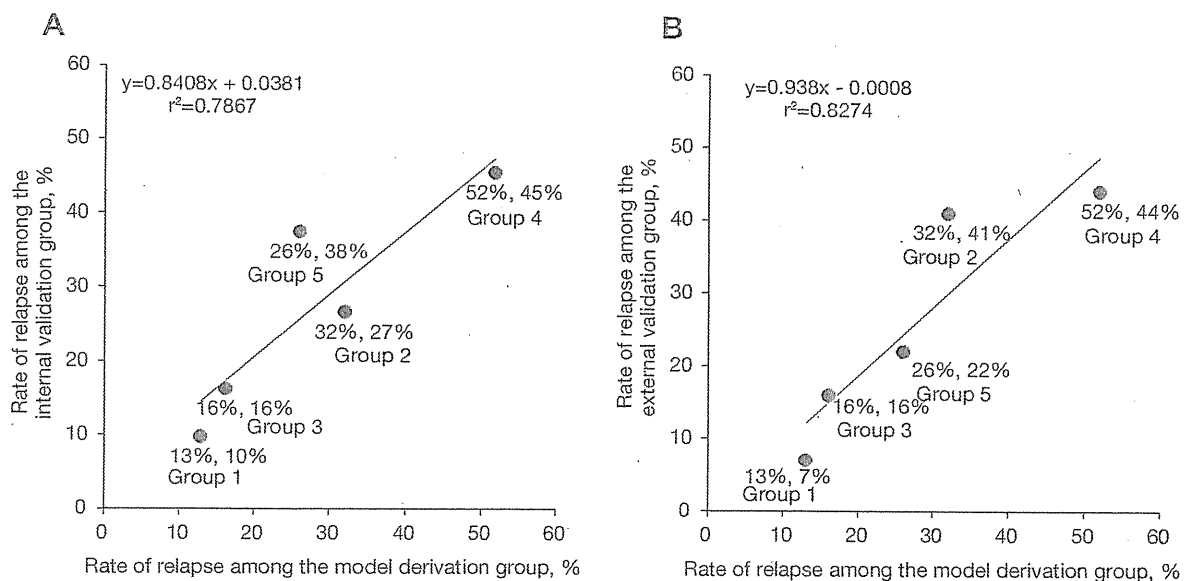 A
y=0.8408x + 0.0381
r²=0.7867
60
50
40
30
20
10
0
Rate of relapse among the
internal validation group, %
52%, 45%
Group 4
26%, 38%
Group 5
32%, 27%
Group 2
16%, 16%
Group 3
13%, 10%
Group 1
0 10 20 30 40 50 60
Rate of relapse among the model derivation group, %
B
y=0.938x - 0.0008
r²=0.8274
60
50
40
30
20
10
0
Rate of relapse among the
external validation group, %
52%, 44%
Group 4
32%, 41%
Group 2
26%, 22%
Group 5
16%, 16%
Group 3
13%, 7%
Group 1
0 10 20 30 40 50 60
Rate of relapse among the model derivation group, %